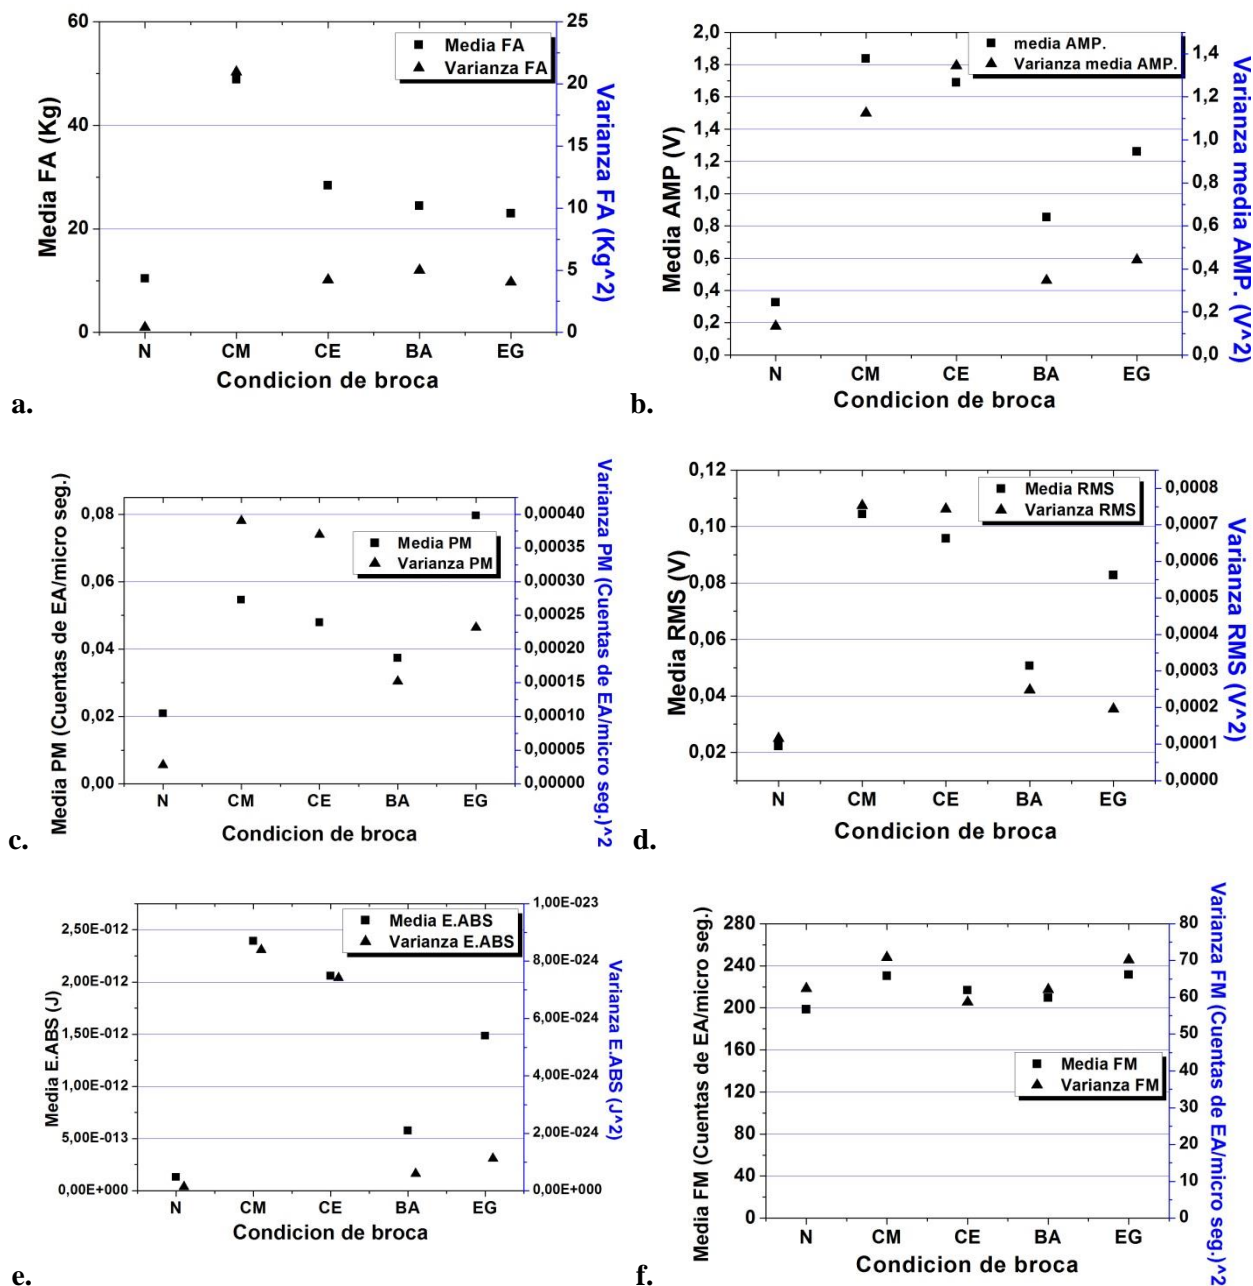 60
40
20
0
Media FA (Kg)
25
20
15
10
5
0
Varianza FA (Kg^2)
Media FA
Varianza FA
N CM CE BA EG
Condicion de broca
a.
2,0
1,8
1,6
1,4
1,2
1,0
0,8
0,6
0,4
0,2
0,0
Media AMP (V)
1,4
1,2
1,0
0,8
0,6
0,4
0,2
0,0
Varianza media AMP. (V^2)
media AMP.
Varianza media AMP.
N CM CE BA EG
Condicion de broca
b.
0,08
0,06
0,04
0,02
0,00
Media PM (Cuentas de EA/micro seg.)
0,00040
0,00035
0,00030
0,00025
0,00020
0,00015
0,00010
0,00005
0,00000
Varianza PM (Cuentas de EA/micro seg.)^2
Media PM
Varianza PM
N CM CE BA EG
Condicion de broca
c.
0,12
0,10
0,08
0,06
0,04
0,02
Media RMS (V)
0,0008
0,0007
0,0006
0,0005
0,0004
0,0003
0,0002
0,0001
0,0000
Varianza RMS (V^2)
Media RMS
Varianza RMS
N CM CE BA EG
Condicion de broca
d.
2,50E-012
2,00E-012
1,50E-012
1,00E-012
5,00E-013
0,00E+000
Media E.ABS (J)
1,00E-023
8,00E-024
6,00E-024
4,00E-024
2,00E-024
0,00E+000
Varianza E.ABS (J^2)
Media E.ABS
Varianza E.ABS
N CM CE BA EG
Condicion de broca
e.
280
240
200
160
120
80
40
0
Media FM (Cuentas de EA/micro seg.)
80
70
60
50
40
30
20
10
0
Varianza FM (Cuentas de EA/micro seg.)^2
Media FM
Varianza FM
N CM CE BA EG
Condicion de broca
f.